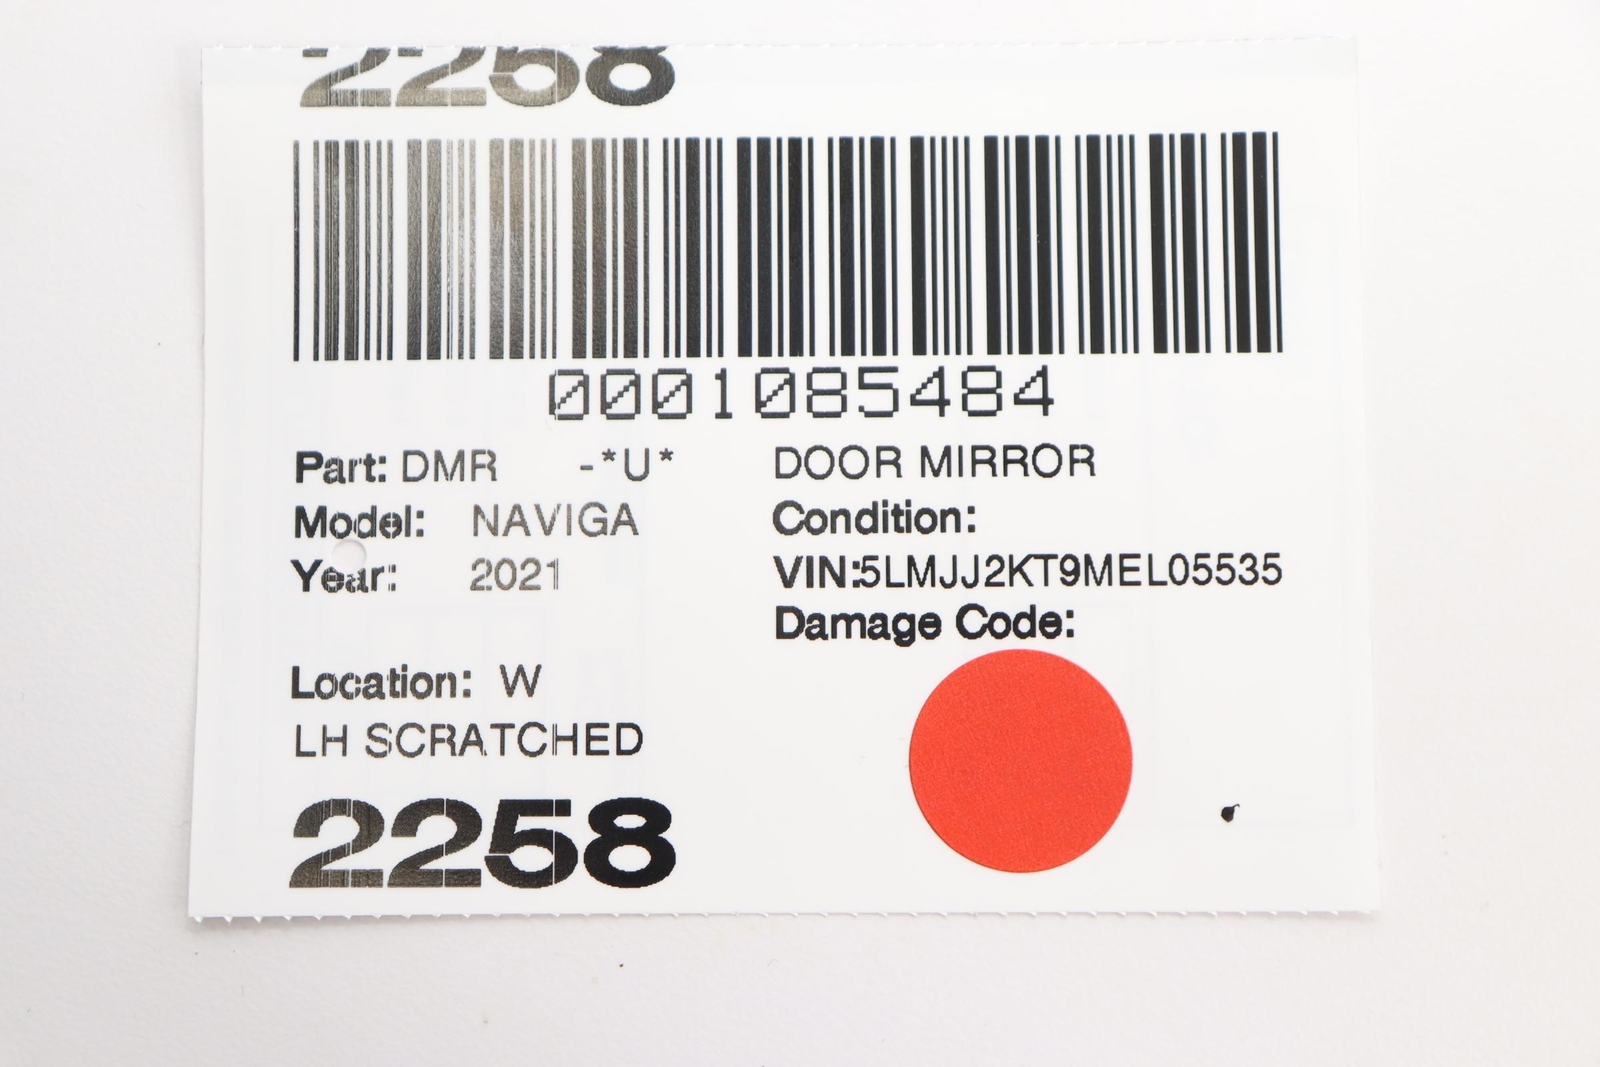 2258
0001085484
Part: DMR -*U* DOOR MIRROR
Model: NAVIGA Condition:
Year: 2021 VIN:5LMJJ2KT9MEL05535
Damage Code:
Location: W
LH SCRATCHED
2258